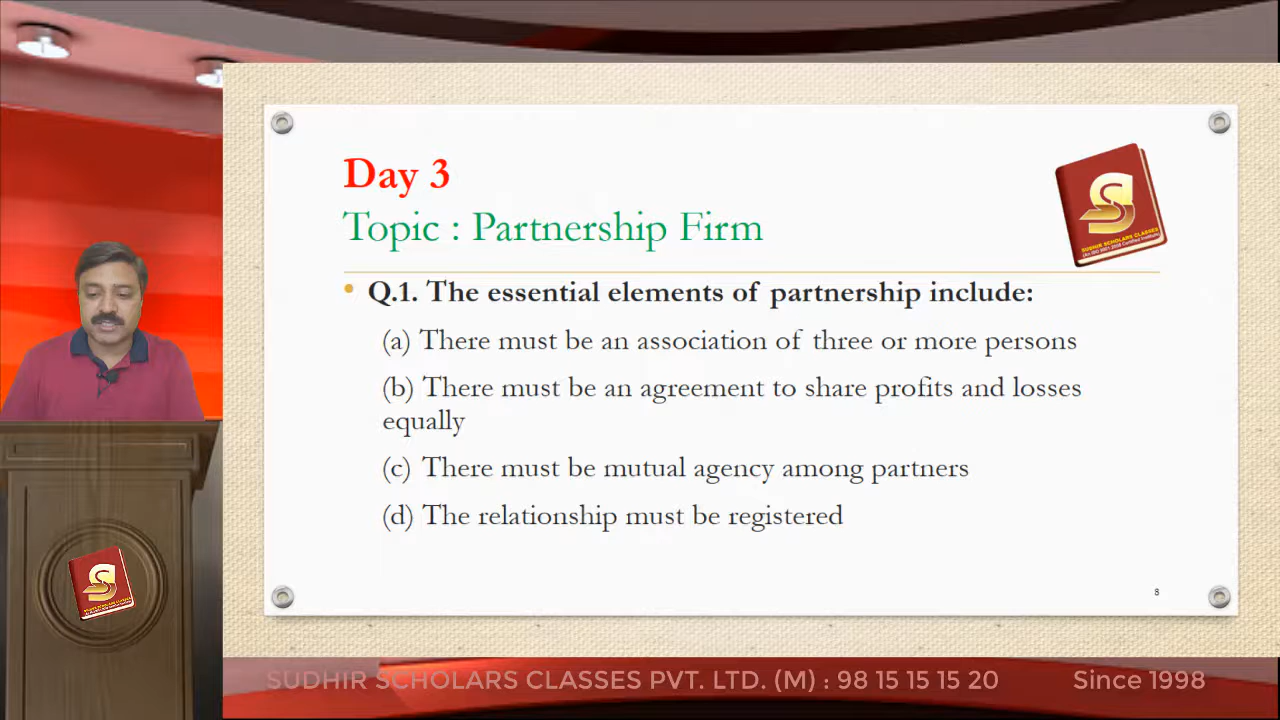 Day 3
Topic : Partnership Firm
SUDHIR SCHOLARS CLASSES
• Q.1. The essential elements of partnership include:
(a) There must be an association of three or more persons
(b) There must be an agreement to share profits and losses
equally
(c) There must be mutual agency among partners
(d) The relationship must be registered
8
SUDHIR SCHOLARS CLASSES PVT. LTD. (M) : 98 15 15 15 20 Since 1998